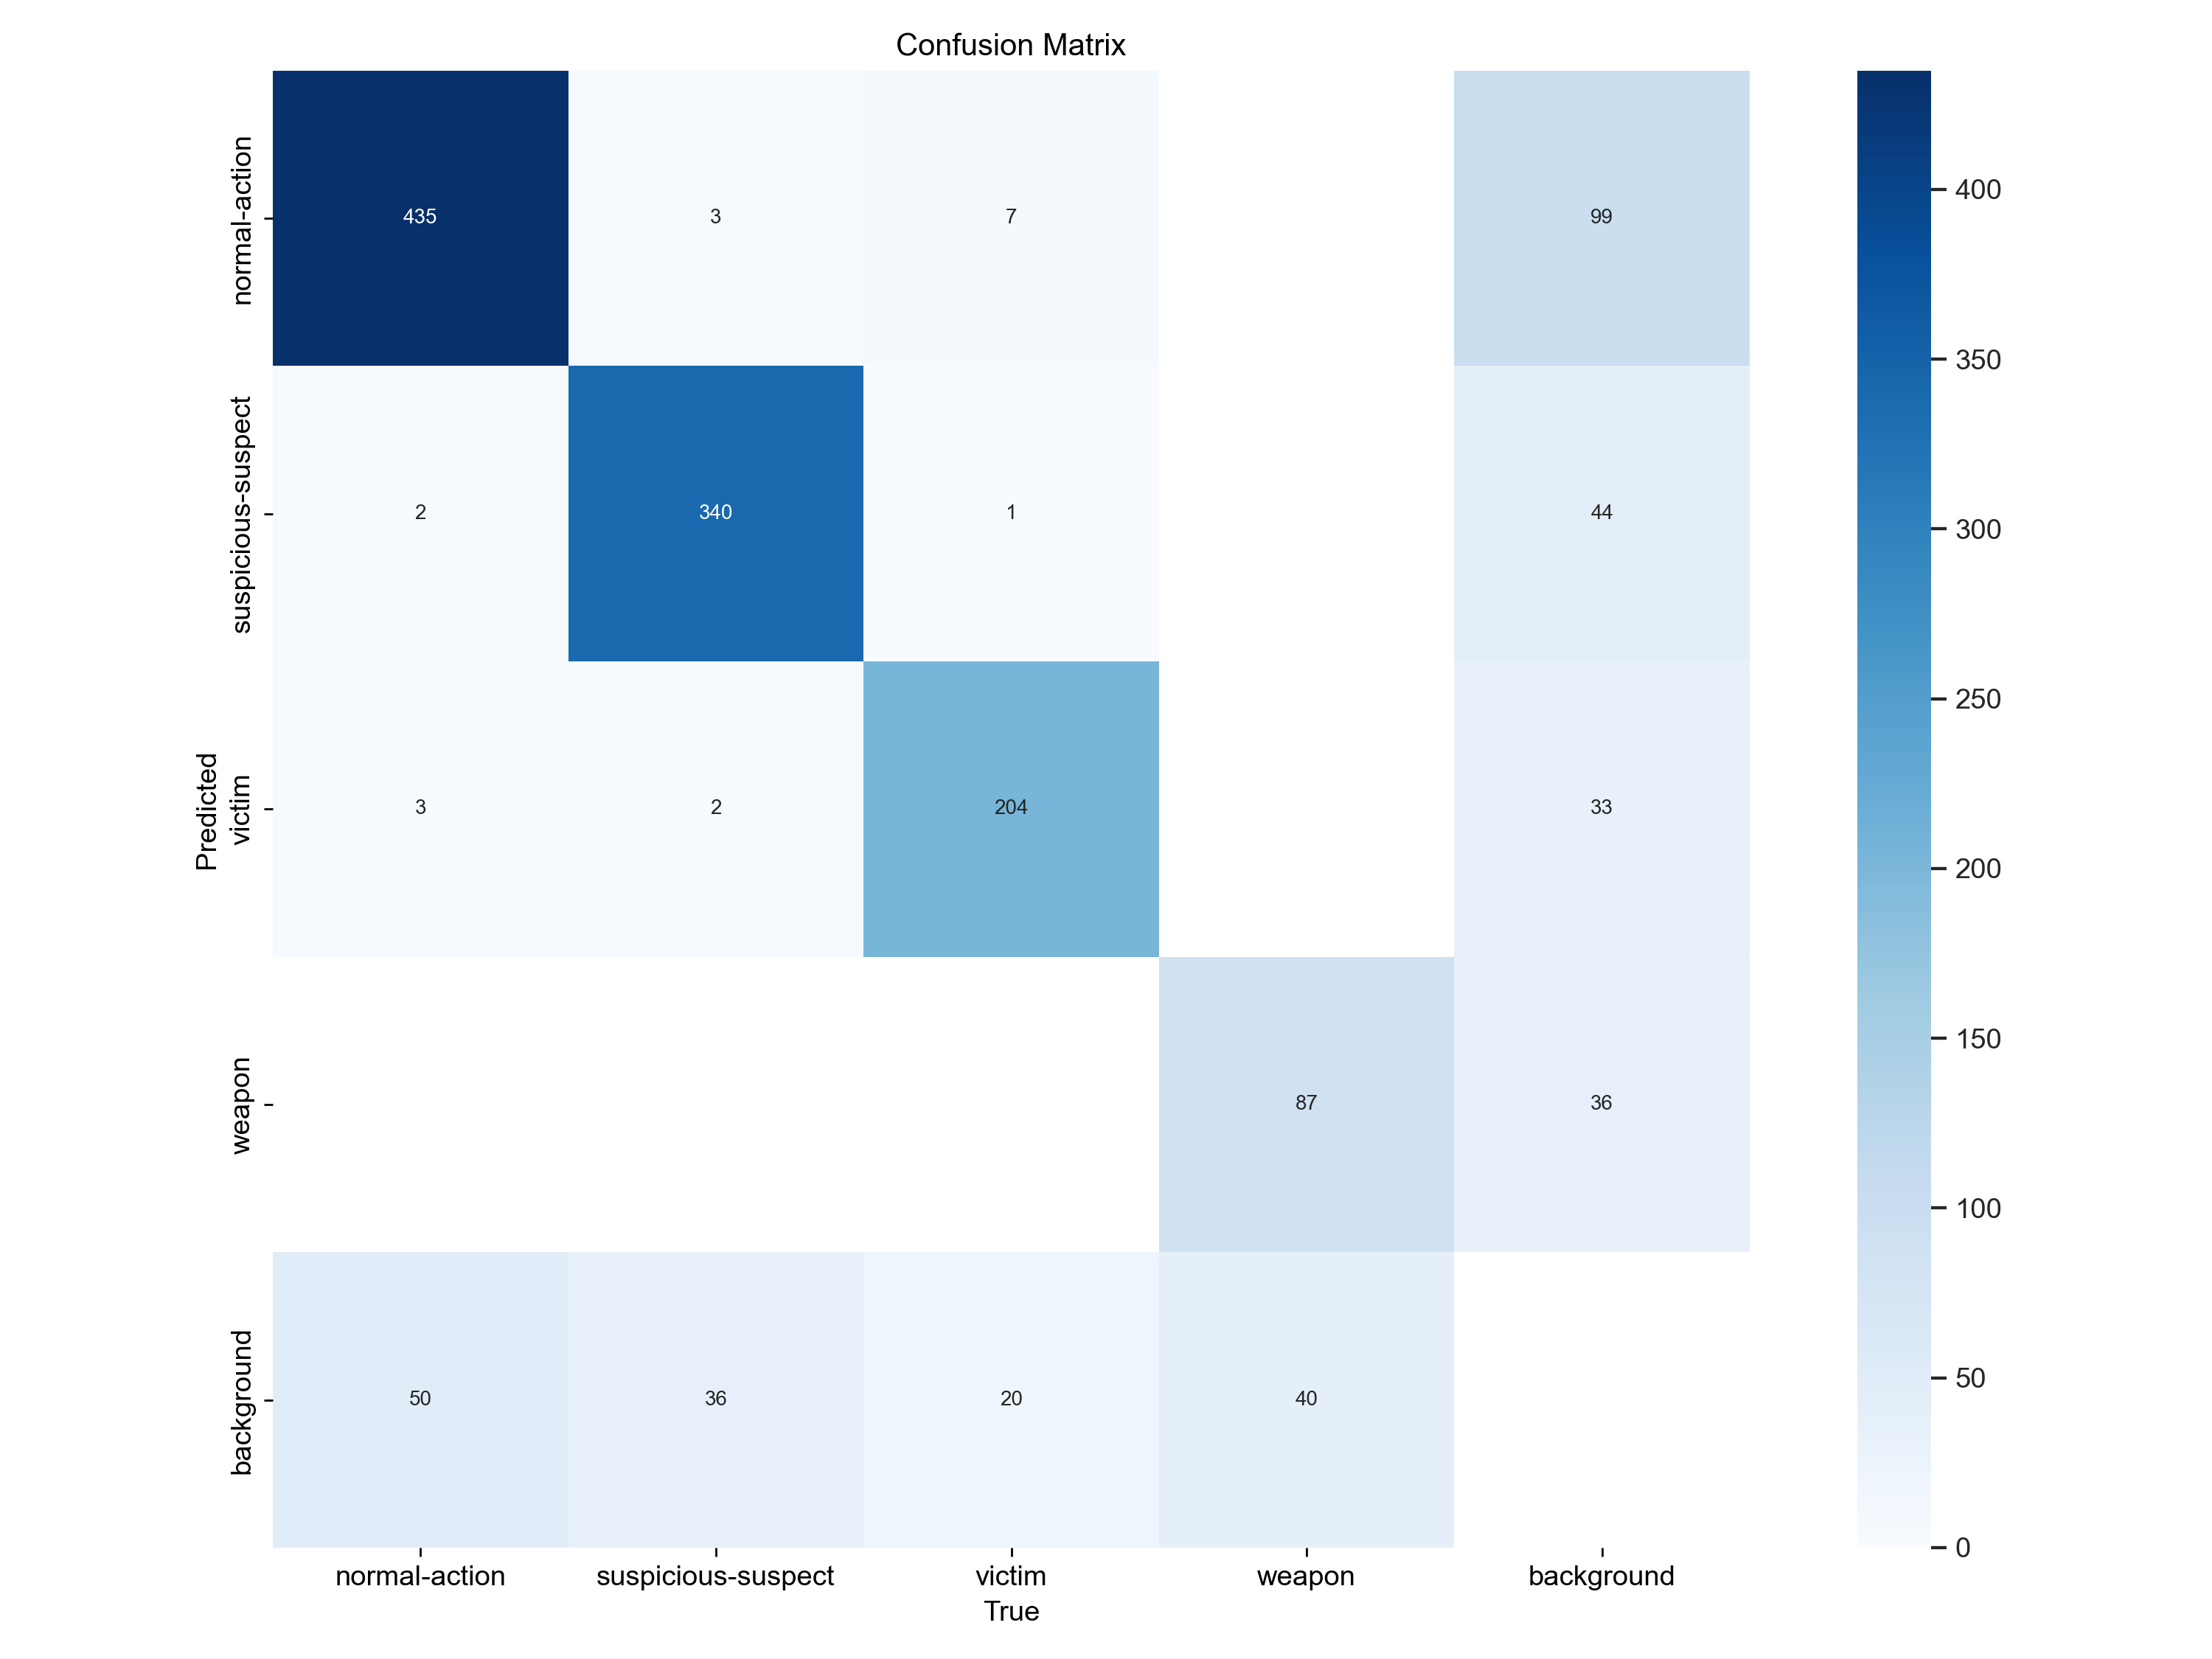 Confusion Matrix
normal-action
435
3
7
99
suspicious-suspect
2
340
1
44
Predicted
victim
3
2
204
33
weapon
87
36
background
50
36
20
40
normal-action
suspicious-suspect
victim
weapon
background
True
400
350
300
250
200
150
100
50
0